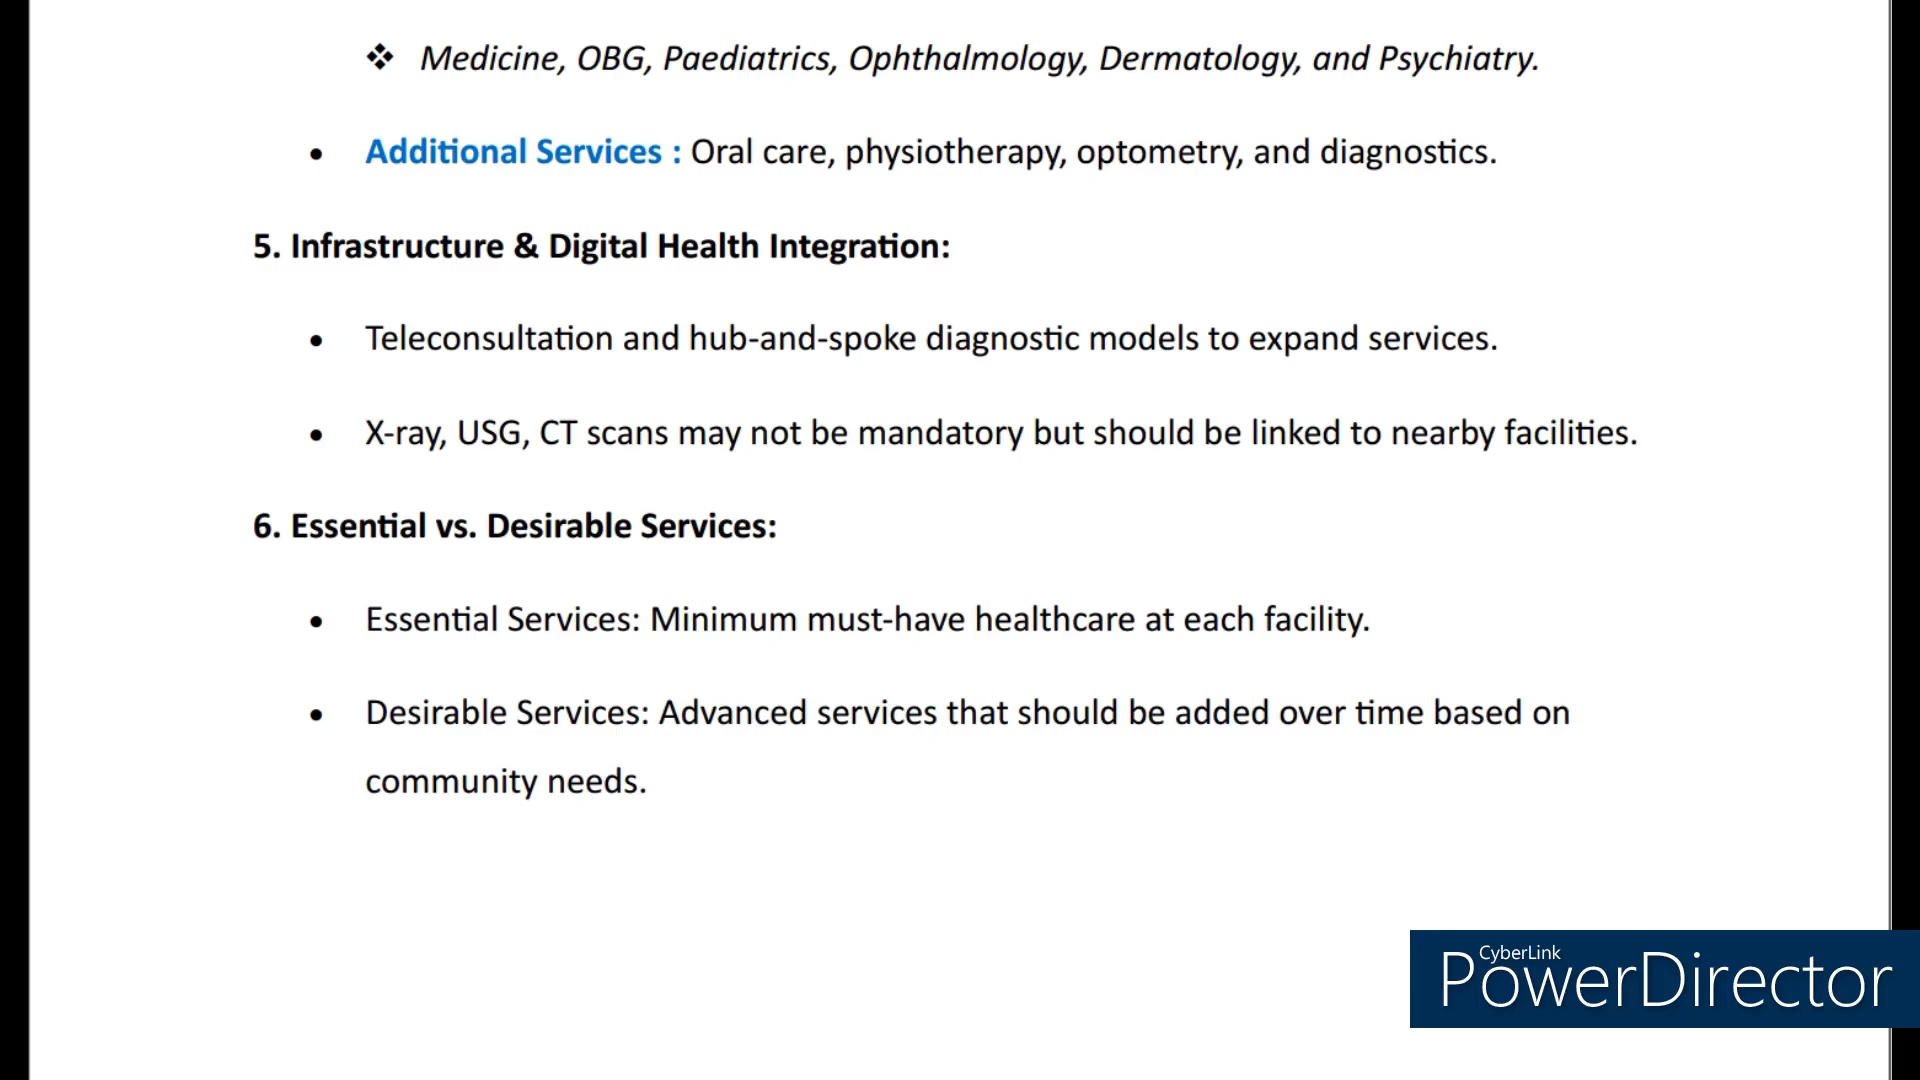 ❖ Medicine, OBG, Paediatrics, Ophthalmology, Dermatology, and Psychiatry.
• Additional Services : Oral care, physiotherapy, optometry, and diagnostics.
5. Infrastructure & Digital Health Integration:
• Teleconsultation and hub-and-spoke diagnostic models to expand services.
• X-ray, USG, CT scans may not be mandatory but should be linked to nearby facilities.
6. Essential vs. Desirable Services:
• Essential Services: Minimum must-have healthcare at each facility.
• Desirable Services: Advanced services that should be added over time based on
community needs.
CyberLink
PowerDirector